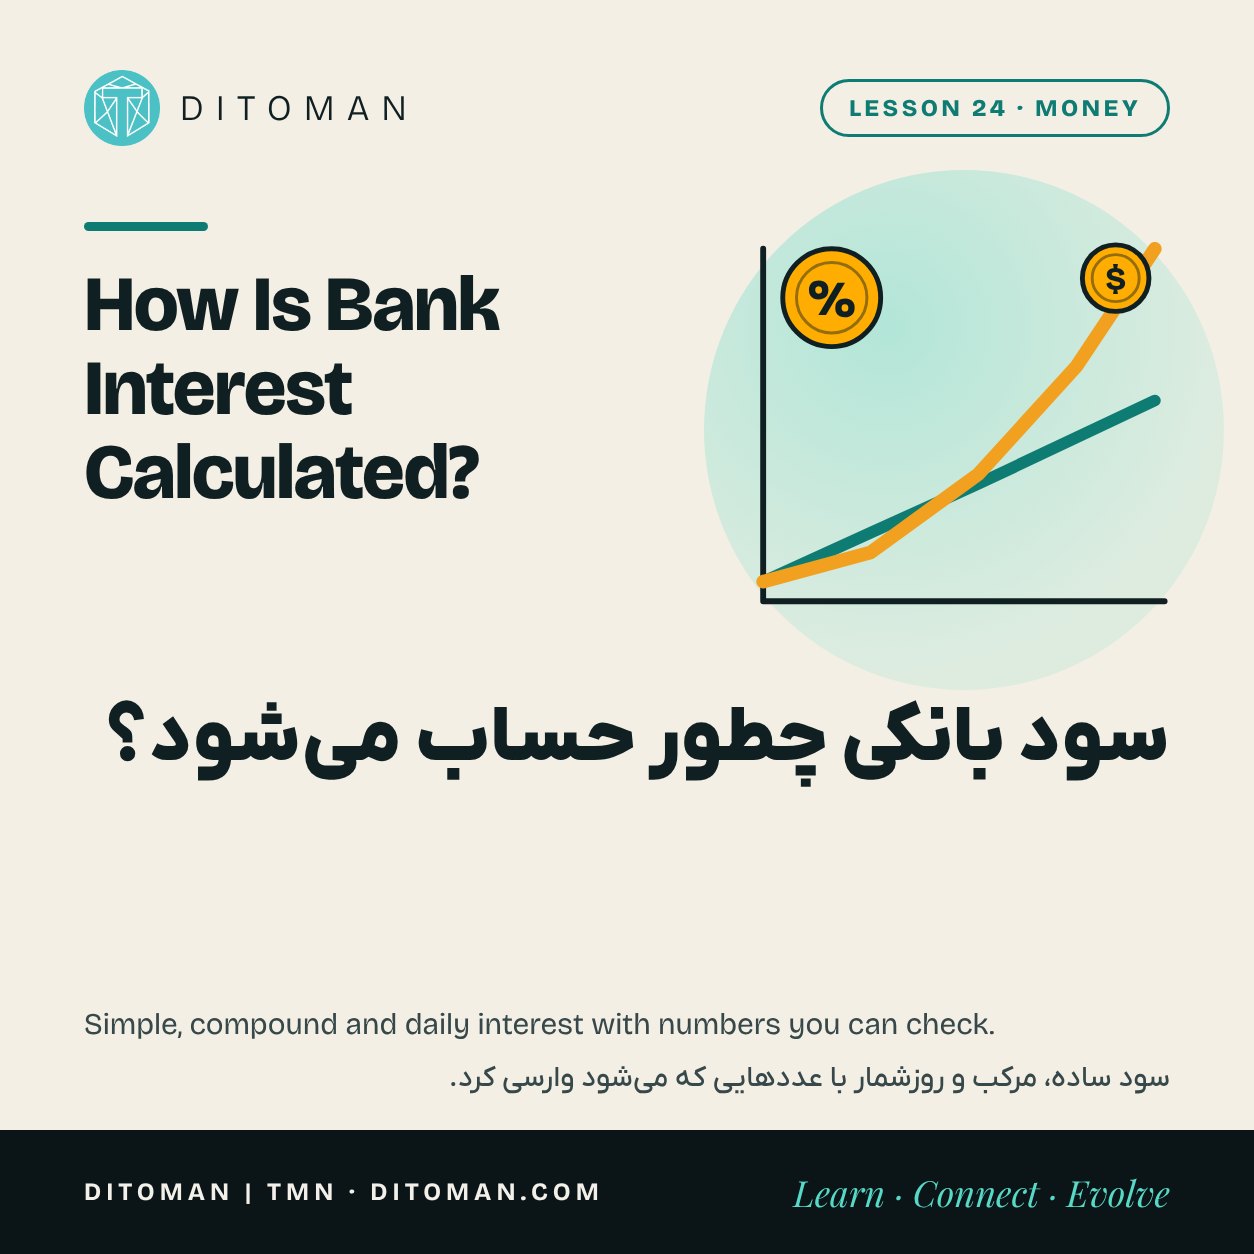 DITOMAN
LESSON 24 · MONEY
How Is Bank
Interest
Calculated?
%
$
سود بانکی چطور حساب می‌شود؟
Simple, compound and daily interest with numbers you can check.
سود ساده، مرکب و روزشمار با عددهایی که می‌شود وارسی کرد.
DITOMAN | TMN · DITOMAN.COM
Learn · Connect · Evolve